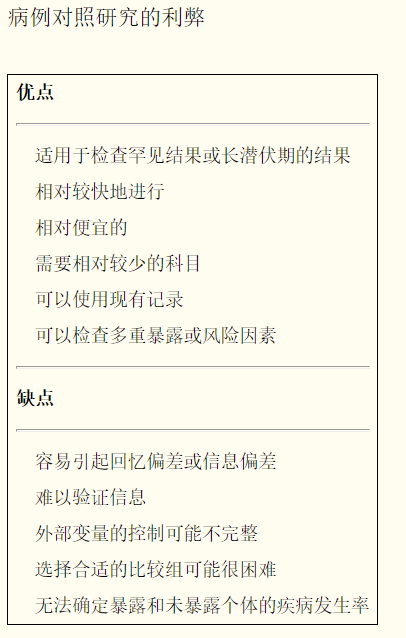 病例对照研究的利弊
优点
适用于检查罕见结果或长潜伏期的结果
相对较快地进行
相对便宜的
需要相对较少的科目
可以使用现有记录
可以检查多重暴露或风险因素
缺点
容易引起回忆偏差或信息偏差
难以验证信息
外部变量的控制可能不完整
选择合适的比较组可能很困难
无法确定暴露和未暴露个体的疾病发生率